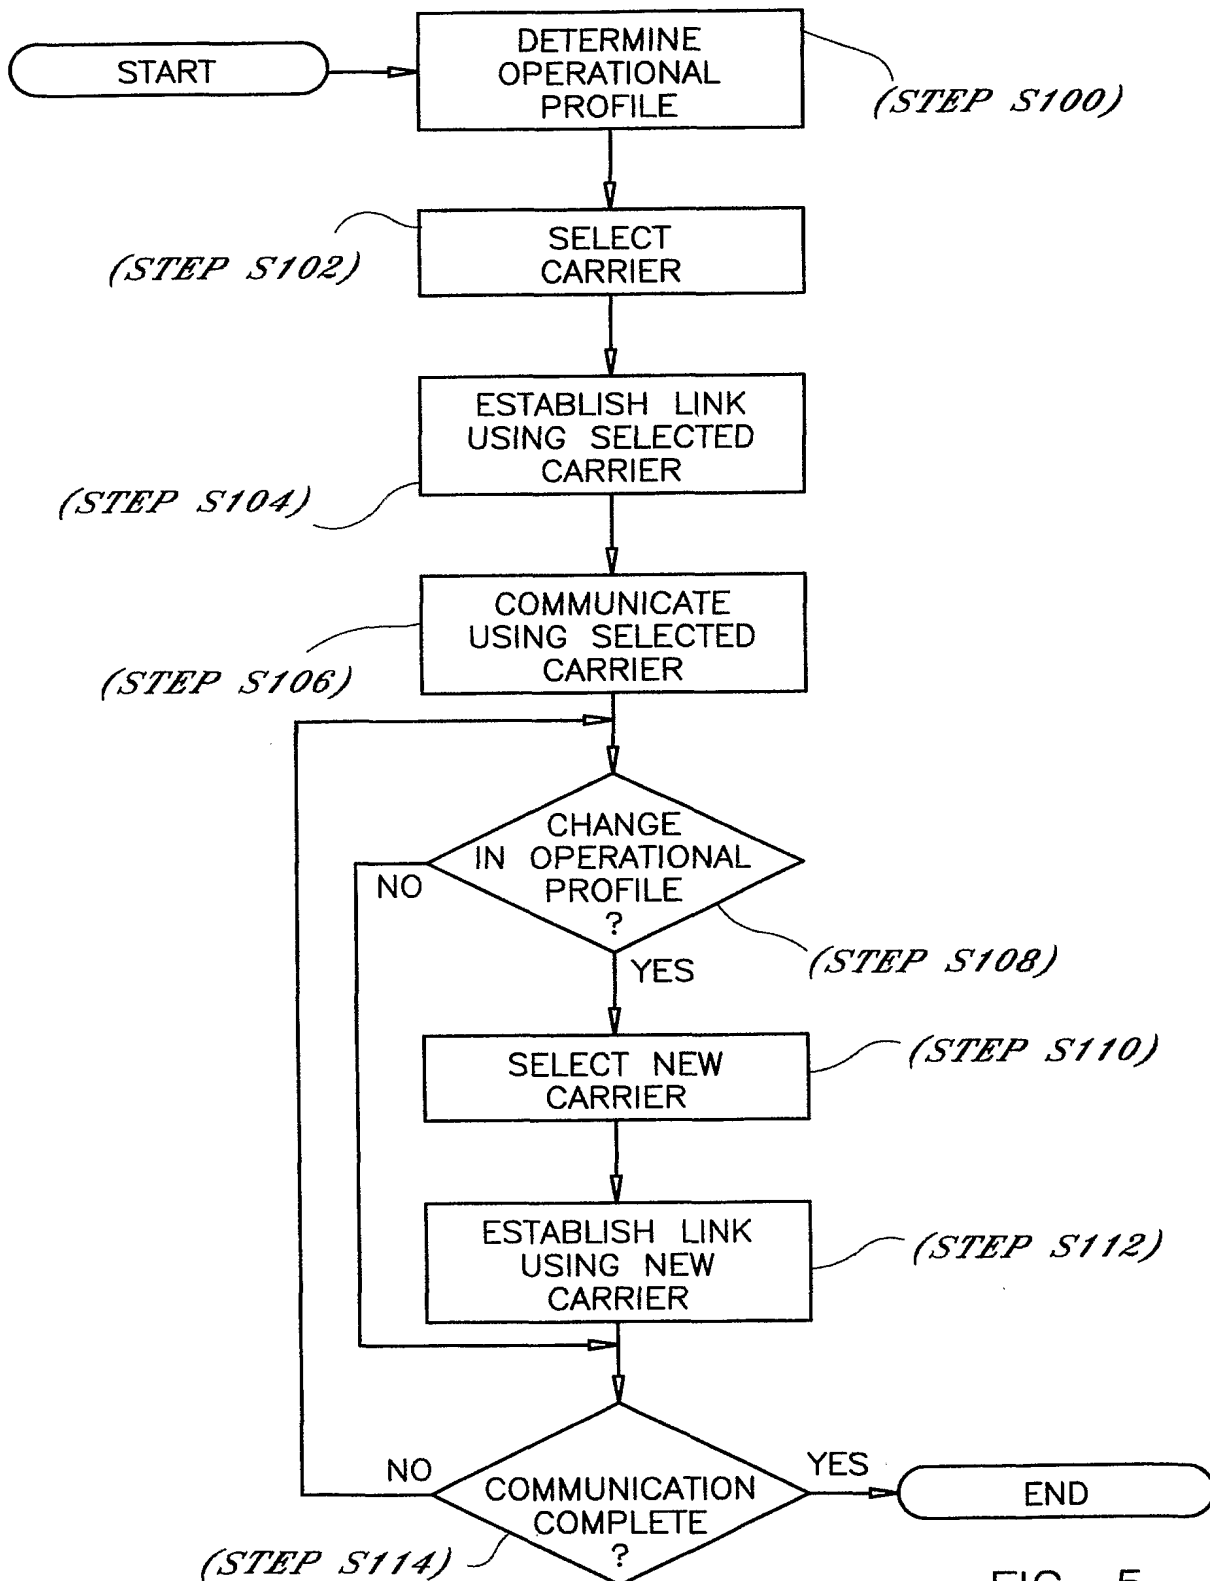 START
DETERMINE
OPERATIONAL
PROFILE
(STEP S100)
SELECT
CARRIER
(STEP S102)
ESTABLISH LINK
USING SELECTED
CARRIER
(STEP S104)
COMMUNICATE
USING SELECTED
CARRIER
(STEP S106)
CHANGE
IN OPERATIONAL
PROFILE
?
NO
YES
(STEP S108)
SELECT NEW
CARRIER
(STEP S110)
ESTABLISH LINK
USING NEW
CARRIER
(STEP S112)
NO
COMMUNICATION
COMPLETE
?
YES
END
(STEP S114)
FIG. 5